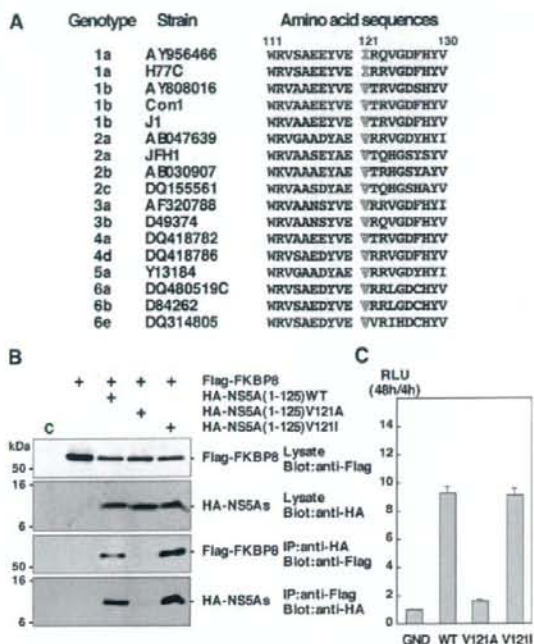 A
Genotype Strain Amino acid sequences
111 121 130
1a AY956466 WRVSAEEYVE IRQVGDFHYV
1a H77C WRVSAEEYVE IRRVGDFHYV
1b AY808016 WRVAAEEYVE VTRVGDSHYV
1b Con1 WRVAAEEYVE VTRVGDFHYV
1b J1 WRVAAEEYVE VTRVGDFHYV
2a AB047639 WRVGAADYAE VRRVGDYHYI
2a JFH1 WRVAASEYAE VTQHGSYSYV
2b AB030907 WRVAAAEYAE VTRHGSYAYV
2c DQ155561 WRVAASDYAE VTQHGSHAYV
3a AF320788 WRVAANSYVE VRRVGDFHYI
3b D49374 WRVAANSYVE VRQVGDFHYV
4a DQ418782 WRVAAEEYVE VTRVGDFHYV
4d DQ418786 WRVSAEEYVE VRRVGDFHYV
5a Y13184 WRVGAADYVE VRRVGDYHYI
6a DQ480519C WRVSAEDYVE VRRLGDCHYV
6b D84262 WRVSAEDYVE VRRLGDCHYV
6e DQ314805 WRVSAEDYVE VVRIHDCHYV
B
+ + + + Flag-FKBP8
+ HA-NS5A(1-125)WT
+ HA-NS5A(1-125)V121A
C + HA-NS5A(1-125)V121I
kDa
50 Flag-FKBP8 Lysate
Blot:anti-Flag
16
6 HA-NS5As Lysate
Blot:anti-HA
50 Flag-FKBP8 IP:anti-HA
Blot:anti-Flag
16
6 HA-NS5As IP:anti-Flag
Blot:anti-HA
C
RLU
(48h/4h)
14
12
10
8
6
4
2
0
GND WT V121A V121I